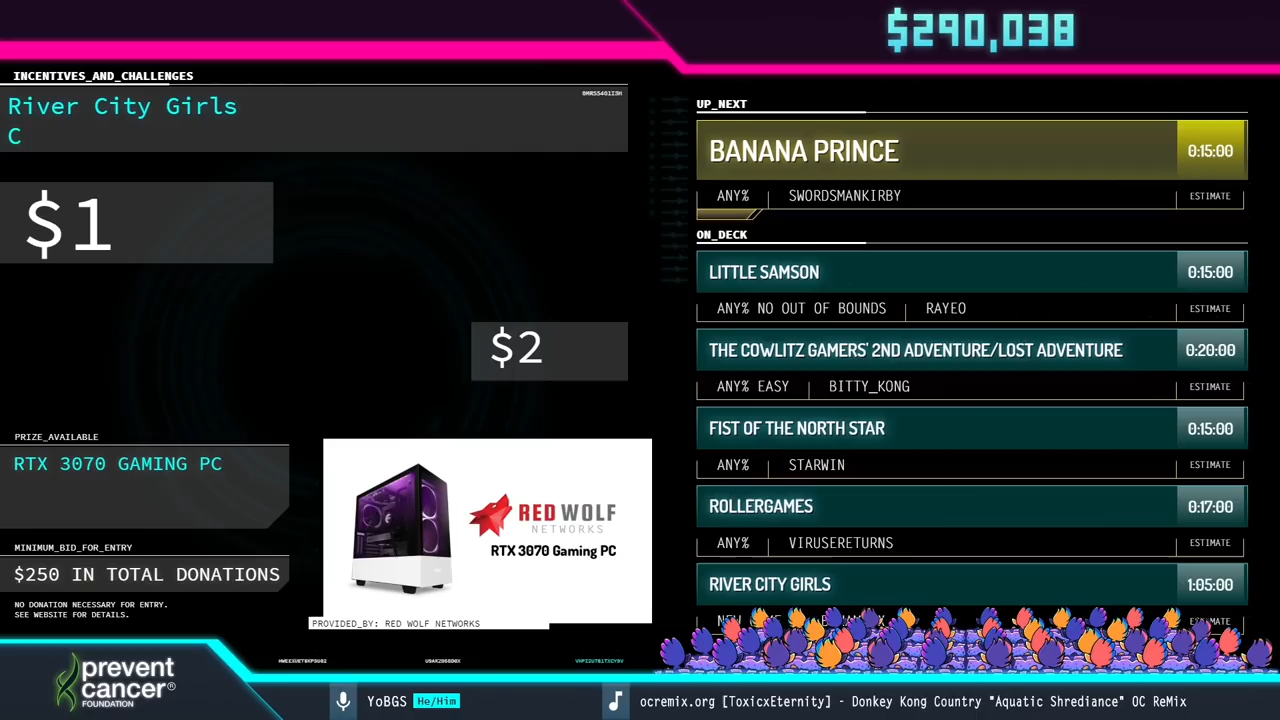 $290,038
INCENTIVES_AND_CHALLENGES
River City Girls
C
$1
$2
PRIZE_AVAILABLE
RTX 3070 GAMING PC
MINIMUM_BID_FOR_ENTRY
$250 IN TOTAL DONATIONS
NO DONATION NECESSARY FOR ENTRY.
SEE WEBSITE FOR DETAILS.
RED WOLF
NETWORKS
RTX 3070 Gaming PC
PROVIDED_BY: RED WOLF NETWORKS
UP_NEXT
BANANA PRINCE 0:15:00
ANY% SWORDSMANKIRBY ESTIMATE
ON_DECK
LITTLE SAMSON 0:15:00
ANY% NO OUT OF BOUNDS RAYEO ESTIMATE
THE COWLITZ GAMERS' 2ND ADVENTURE/LOST ADVENTURE 0:20:00
ANY% EASY BITTY_KONG ESTIMATE
FIST OF THE NORTH STAR 0:15:00
ANY% STARWIN ESTIMATE
ROLLERGAMES 0:17:00
ANY% VIRUSERETURNS ESTIMATE
RIVER CITY GIRLS 1:05:00
prevent
cancer®
FOUNDATION
YoBGS He/Him
ocremix.org [ToxicxEternity] - Donkey Kong Country "Aquatic Shrediance" OC ReMix